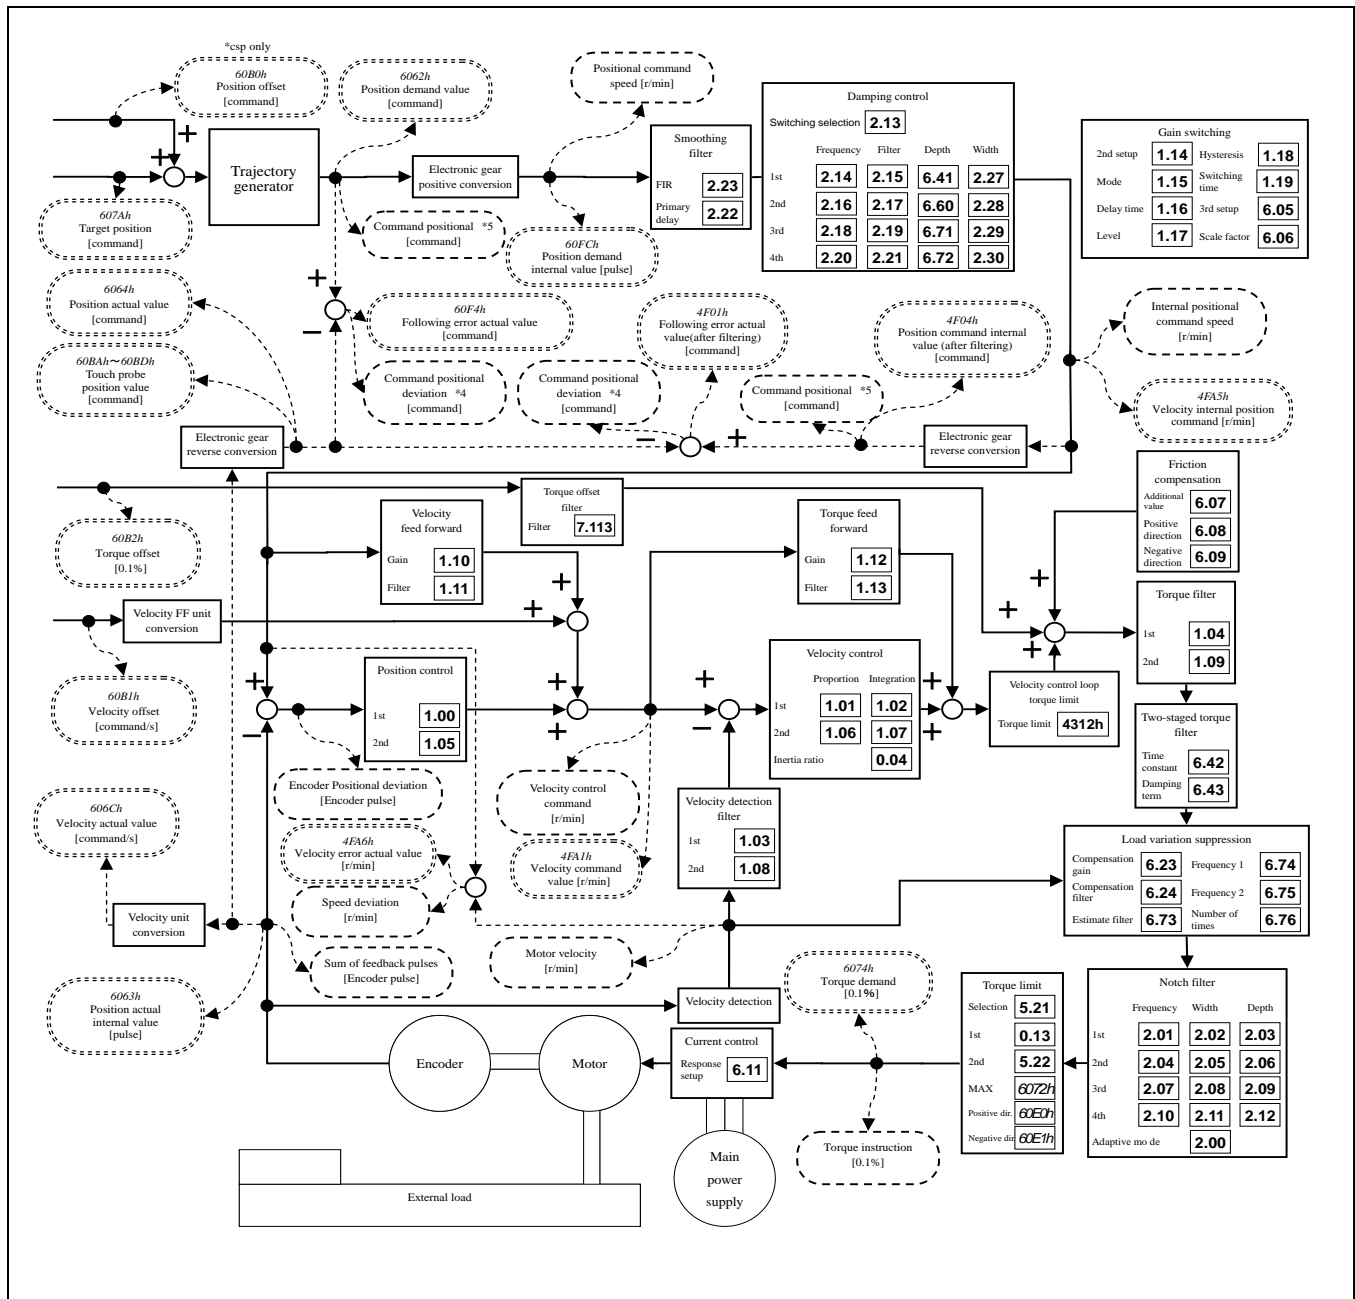 *csp only
60B0h
Position offset
[command]
6062h
Position demand value
[command]
Positional command
speed [r/min]
Damping control
Switching selection 2.13
Frequency Filter Depth Width
1st 2.14 2.15 6.41 2.27
2nd 2.16 2.17 6.60 2.28
3rd 2.18 2.19 6.71 2.29
4th 2.20 2.21 6.72 2.30
Gain switching
2nd setup 1.14 Hysteresis 1.18
Mode 1.15 Switching time 1.19
Delay time 1.16 3rd setup 6.05
Level 1.17 Scale factor 6.06
+
+
Trajectory
generator
Electronic gear
positive conversion
Smoothing
filter
FIR 2.23
Primary
delay 2.22
607Ah
Target position
[command]
Command positional *5
[command]
60FCh
Position demand
internal value [pulse]
6064h
Position actual value
[command]
+
−
60F4h
Following error actual value
[command]
4F01h
Following error actual
value(after filtering)
[command]
4F04h
Position command internal
value (after filtering)
[command]
Internal positional
command speed
[r/min]
60BAh～60BDh
Touch probe
position value
[command]
Command positional
deviation *4
[command]
Command positional
deviation *4
[command]
Command positional *5
[command]
4FA5h
Velocity internal position
command [r/min]
Electronic gear
reverse conversion
−
+
Electronic gear
reverse conversion
60B2h
Torque offset
[0.1%]
Velocity
feed forward
Gain 1.10
Filter 1.11
Torque offset
filter
Filter 7.113
Torque feed
forward
Gain 1.12
Filter 1.13
Friction
compensation
Additional
value 6.07
Positive
direction 6.08
Negative
direction 6.09
+
+
+
+
+
Velocity FF unit
conversion
Torque filter
1st 1.04
2nd 1.09
60B1h
Velocity offset
[command/s]
+
−
Position control
1st 1.00
2nd 1.05
+
+
+
−
Velocity control
Proportion Integration
1st 1.01 1.02
2nd 1.06 1.07
Inertia ratio 0.04
+
+
Velocity control loop
torque limit
Torque limit 4312h
Two-staged torque
filter
Time
constant 6.42
Damping
term 6.43
Encoder Positional deviation
[Encoder pulse]
Velocity control
command
[r/min]
Velocity detection
filter
1st 1.03
2nd 1.08
606Ch
Velocity actual value
[command/s]
4FA6h
Velocity error actual value
[r/min]
4FA1h
Velocity command
value [r/min]
Load variation suppression
Compensation
gain 6.23 Frequency 1 6.74
Compensation
filter 6.24 Frequency 2 6.75
Estimate filter 6.73 Number of
times 6.76
Speed deviation
[r/min]
Velocity unit
conversion
Sum of feedback pulses
[Encoder pulse]
Motor velocity
[r/min]
6063h
Position actual
internal value
[pulse]
Velocity detection
6074h
Torque demand
[0.1%]
Torque limit
Selection 5.21
1st 0.13
2nd 5.22
MAX 6072h
Positive dir. 60E0h
Negative dir 60E1h
Notch filter
Frequency Width Depth
1st 2.01 2.02 2.03
2nd 2.04 2.05 2.06
3rd 2.07 2.08 2.09
4th 2.10 2.11 2.12
Adaptive mo de 2.00
Encoder
Motor
Current control
Response
setup 6.11
Torque instruction
[0.1%]
Main
power
supply
External load